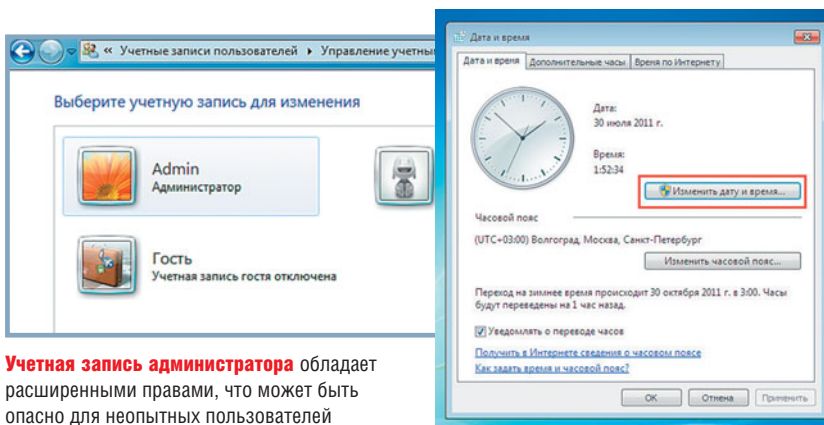 « Учетные записи пользователей ▸ Управление учетны
Выберите учетную запись для изменения
Admin
Администратор
Гость
Учетная запись гостя отключена
Учетная запись администратора обладает
расширенными правами, что может быть
опасно для неопытных пользователей
Дата и время
Дата и время Дополнительные часы Время по Интернету
Дата:
30 июля 2011 г.
Время:
1:52:34
Изменить дату и время...
Часовой пояс
(UTC+03:00) Волгоград, Москва, Санкт-Петербург
Изменить часовой пояс...
Переход на зимнее время происходит 30 октября 2011 г. в 3:00. Часы
будут переведены на 1 час назад.
Уведомлять о переводе часов
Получить в Интернете сведения о часовом поясе
Как задать время и часовой пояс?
ОК Отмена Применить